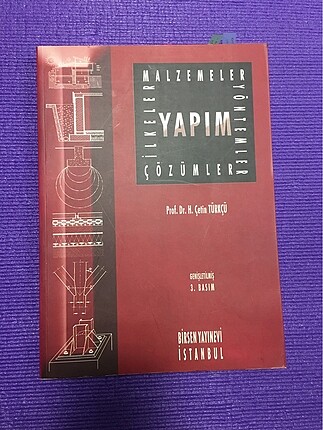 MALZEMELER
YÖNTEMLER
İLKELER
YAPIM
ÇÖZÜMLER
Prof. Dr. H. Çetin TÜRKÇÜ
GENİŞLETİLMİŞ
3. BASIM
BİRSEN YAYINEVİ
İSTANBUL